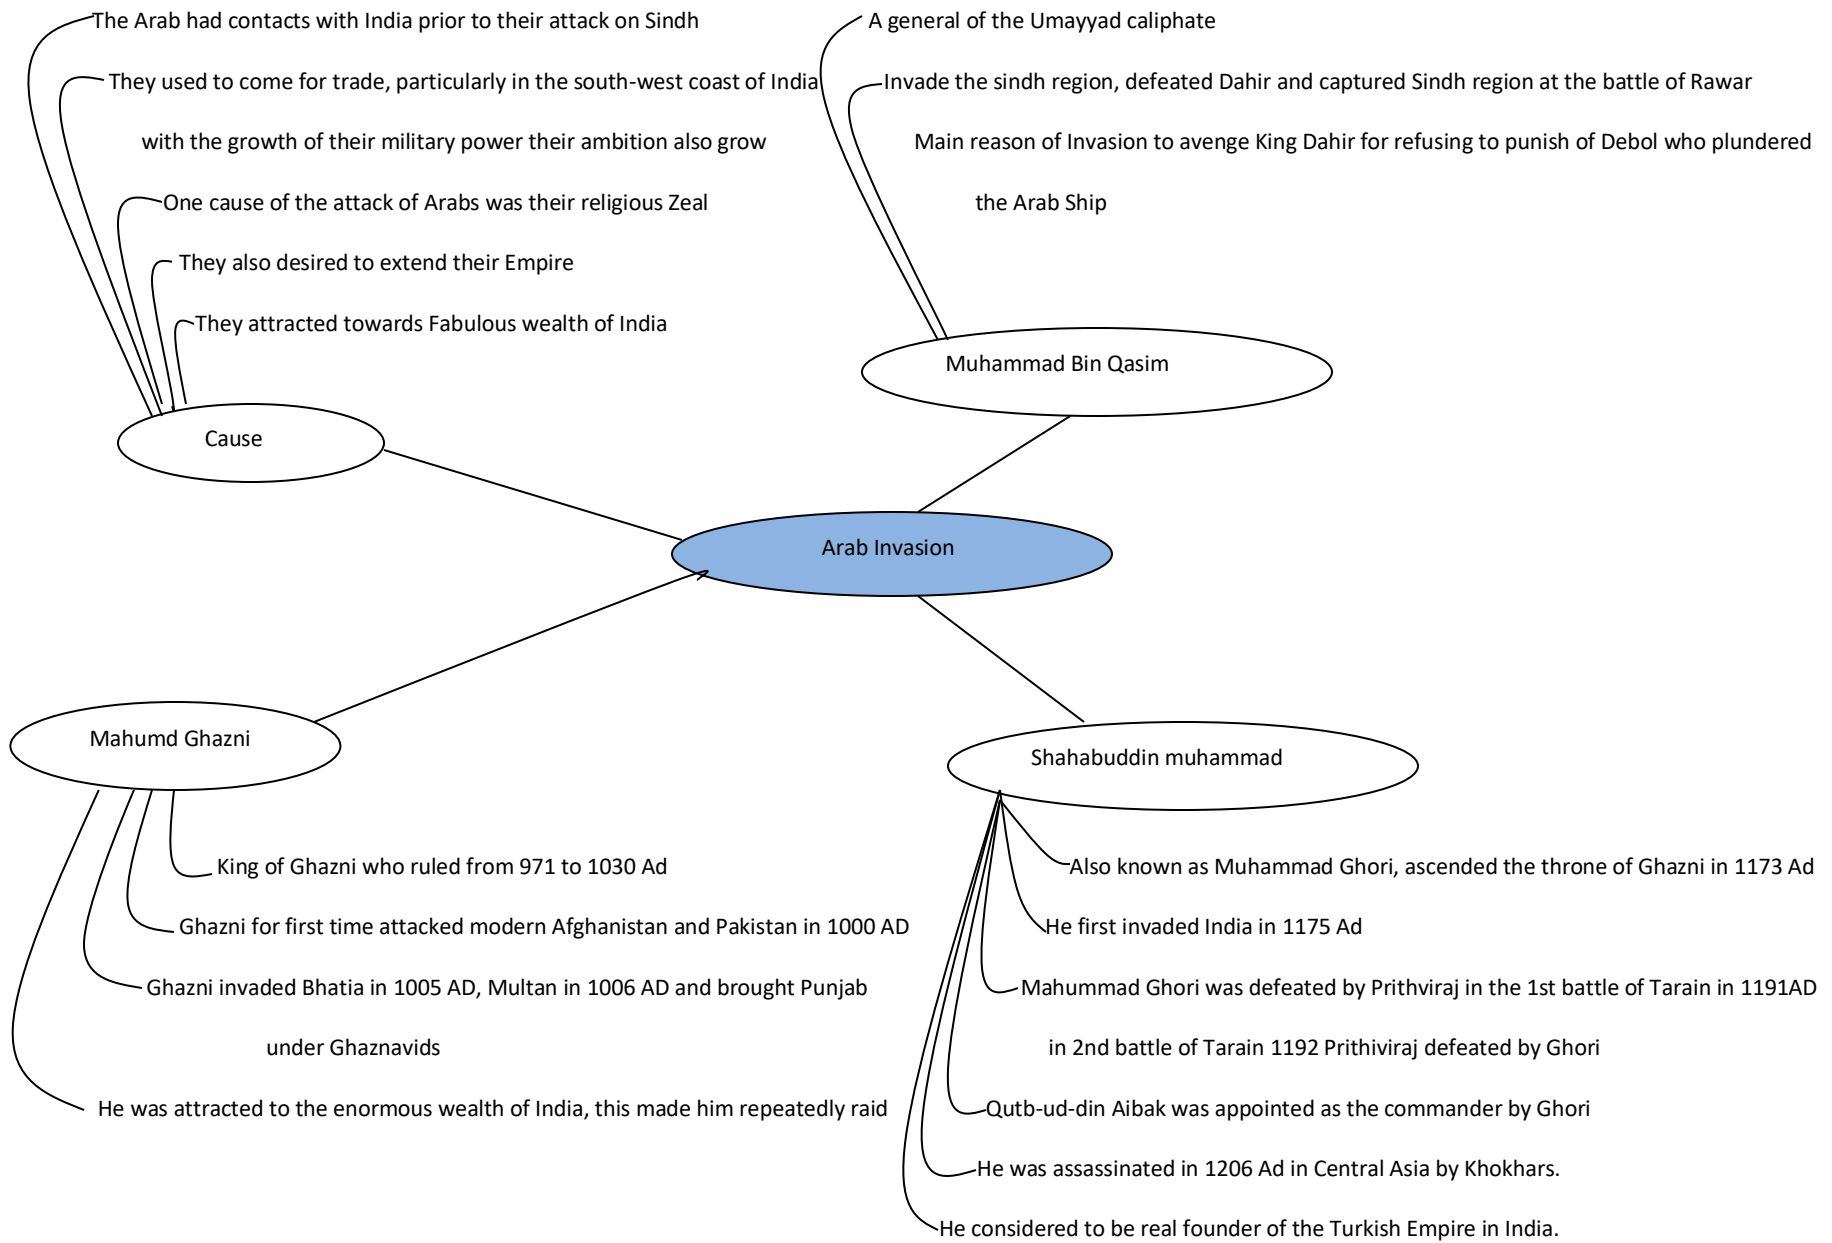 The Arab had contacts with India prior to their attack on Sindh
They used to come for trade, particularly in the south-west coast of India
with the growth of their military power their ambition also grow
One cause of the attack of Arabs was their religious Zeal
They also desired to extend their Empire
They attracted towards Fabulous wealth of India
Cause
A general of the Umayyad caliphate
Invade the sindh region, defeated Dahir and captured Sindh region at the battle of Rawar
Main reason of Invasion to avenge King Dahir for refusing to punish of Debol who plundered
the Arab Ship
Muhammad Bin Qasim
Arab Invasion
Mahumd Ghazni
King of Ghazni who ruled from 971 to 1030 Ad
Ghazni for first time attacked modern Afghanistan and Pakistan in 1000 AD
Ghazni invaded Bhatia in 1005 AD, Multan in 1006 AD and brought Punjab
under Ghaznavids
He was attracted to the enormous wealth of India, this made him repeatedly raid
Shahabuddin muhammad
Also known as Muhammad Ghori, ascended the throne of Ghazni in 1173 Ad
He first invaded India in 1175 Ad
Mahummad Ghori was defeated by Prithviraj in the 1st battle of Tarain in 1191AD
in 2nd battle of Tarain 1192 Prithiviraj defeated by Ghori
Qutb-ud-din Aibak was appointed as the commander by Ghori
He was assassinated in 1206 Ad in Central Asia by Khokhars.
He considered to be real founder of the Turkish Empire in India.